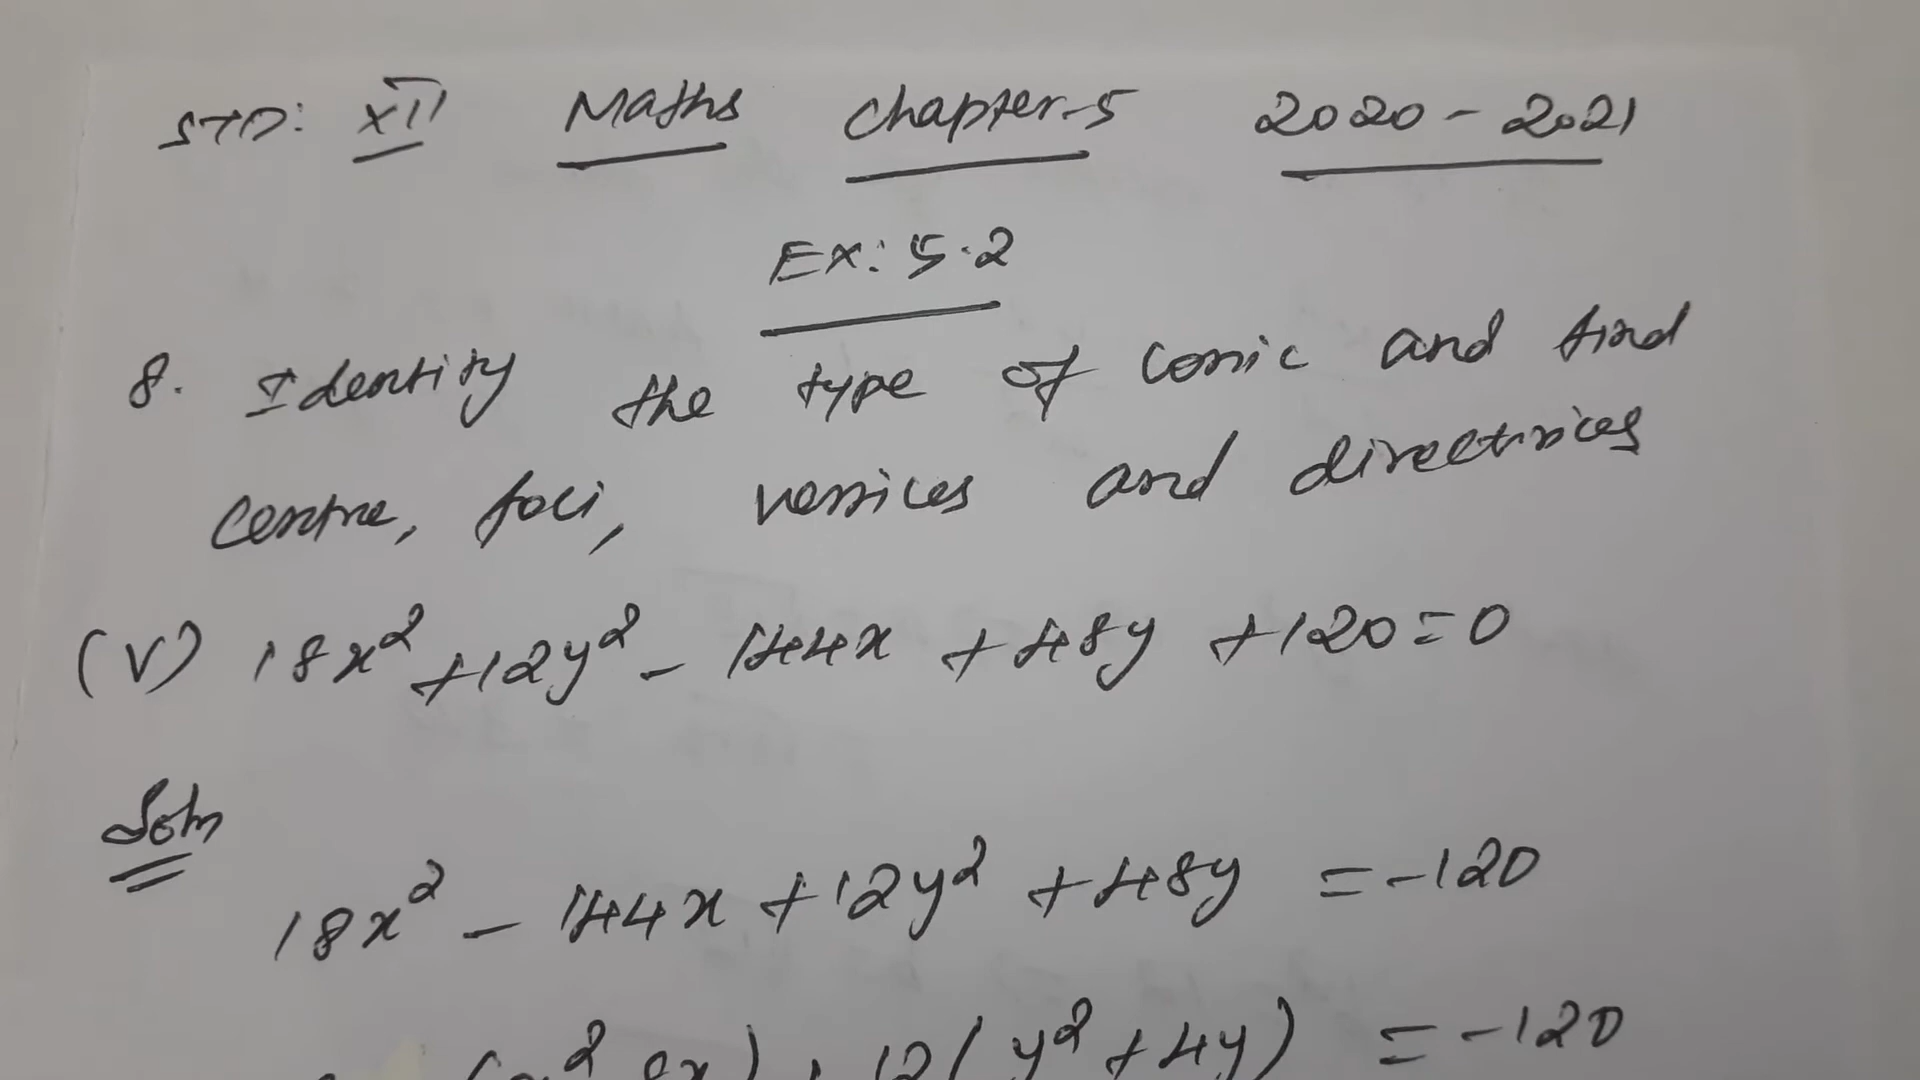 STD: XII Maths Chapter-5 2020-2021
EX: 5.2
8. Identify the type of conic and find
centre, foci, vertices and directrices
(V) 18x² +12y² - 144x + 48y +120=0
Soln
18x² - 144x +12y² + 48y = -120
(x² 8x) + 12( y² + 4y) = -120